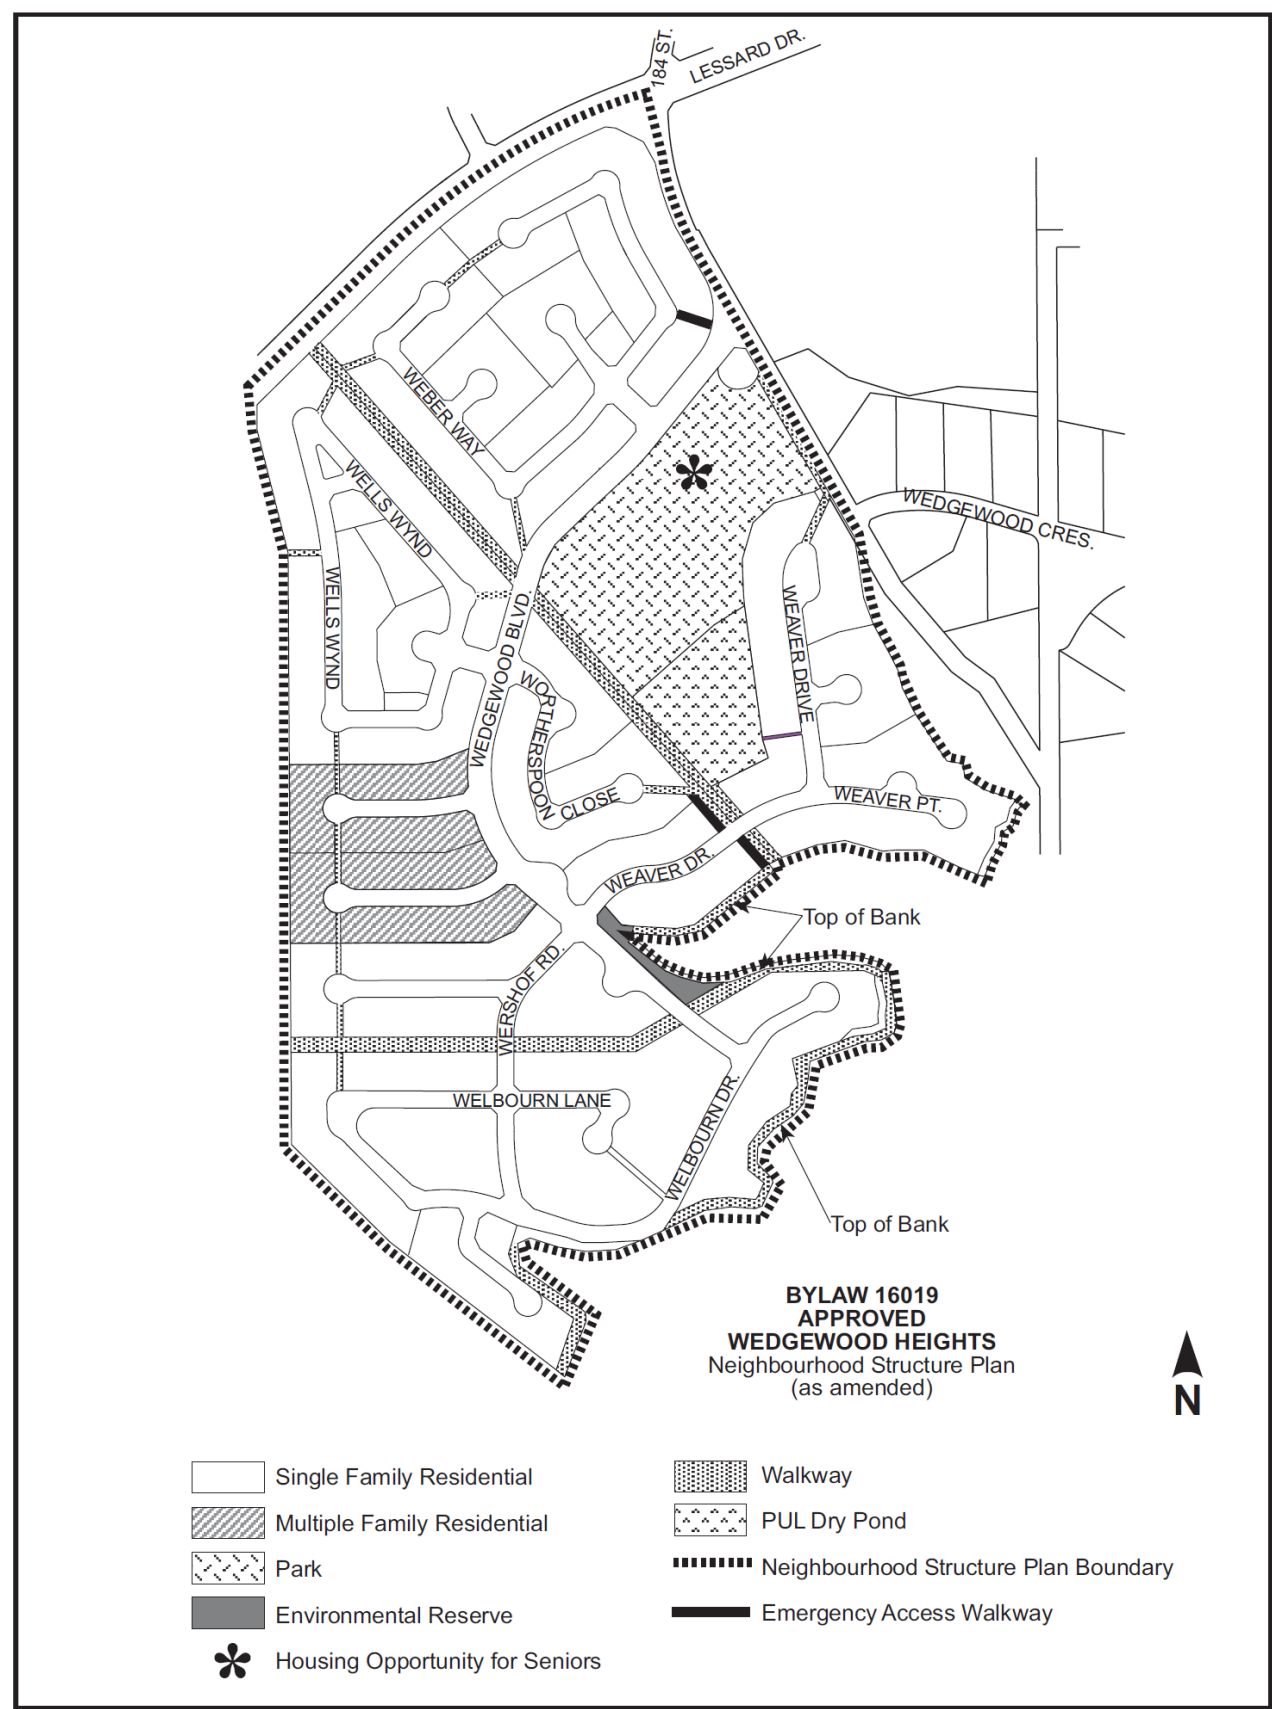 184 ST.
LESSARD DR.
WEBER WAY
WELLS WYND
WEDGEWOOD CRES.
WELLS WYND
WEDGEWOOD BLVD.
WEAVER DRIVE
WOTHERSPOON
CLOSE
WEAVER PT.
WEAVER DR.
Top of Bank
WERSHOF RD.
WELBOURN LANE
WELBOURN DR.
Top of Bank
BYLAW 16019
APPROVED
WEDGEWOOD HEIGHTS
Neighbourhood Structure Plan
(as amended)
N
Single Family Residential
Multiple Family Residential
Park
Environmental Reserve
Housing Opportunity for Seniors
Walkway
PUL Dry Pond
Neighbourhood Structure Plan Boundary
Emergency Access Walkway